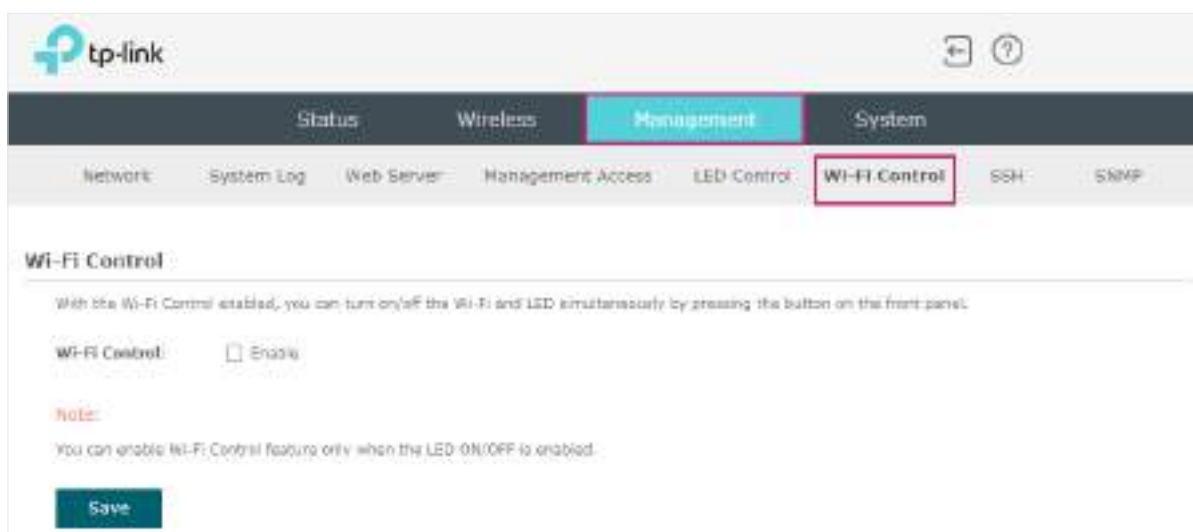 tp-link
Status Wireless Management System
Network System Log Web Server Management Access LED Control Wi-Fi Control SSH SNMP
Wi-Fi Control
With the Wi-Fi Control enabled, you can turn on/off the Wi-Fi and LED simultaneously by pressing the button on the front panel.
Wi-Fi Control: Enable
Note:
You can enable Wi-Fi Control feature only when the LED ON/OFF is enabled.
Save